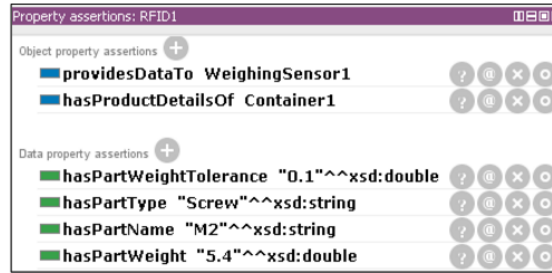 Property assertions: RFID1
Object property assertions
providesDataTo WeighingSensor1
hasProductDetailsOf Container1
Data property assertions
hasPartWeightTolerance "0.1"^^xsd:double
hasPartType "Screw"^^xsd:string
hasPartName "M2"^^xsd:string
hasPartWeight "5.4"^^xsd:double